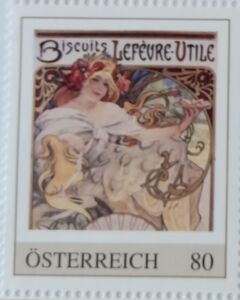 Biscuits Lefèvre-Utile
ÖSTERREICH 80